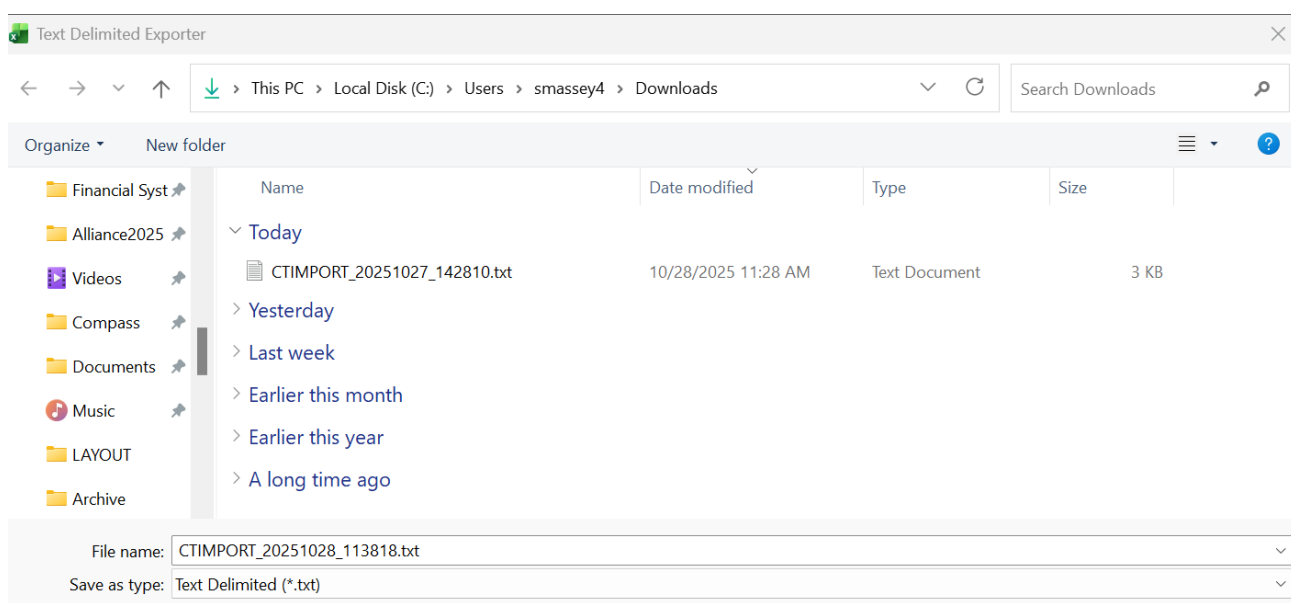 Text Delimited Exporter
This PC > Local Disk (C:) > Users > smassey4 > Downloads
Search Downloads
Organize
New folder
Financial Syst
Alliance2025
Videos
Compass
Documents
Music
LAYOUT
Archive
Name Date modified Type Size
Today
CTIMPORT_20251027_142810.txt 10/28/2025 11:28 AM Text Document 3 KB
Yesterday
Last week
Earlier this month
Earlier this year
A long time ago
File name: CTIMPORT_20251028_113818.txt
Save as type: Text Delimited (*.txt)